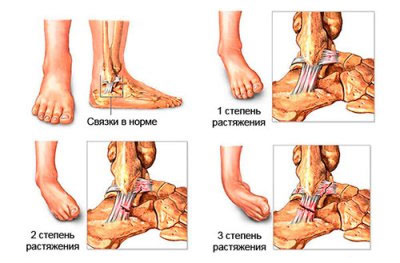 Связки в норме
1 степень
растяжения
2 степень
растяжения
3 степень
растяжения